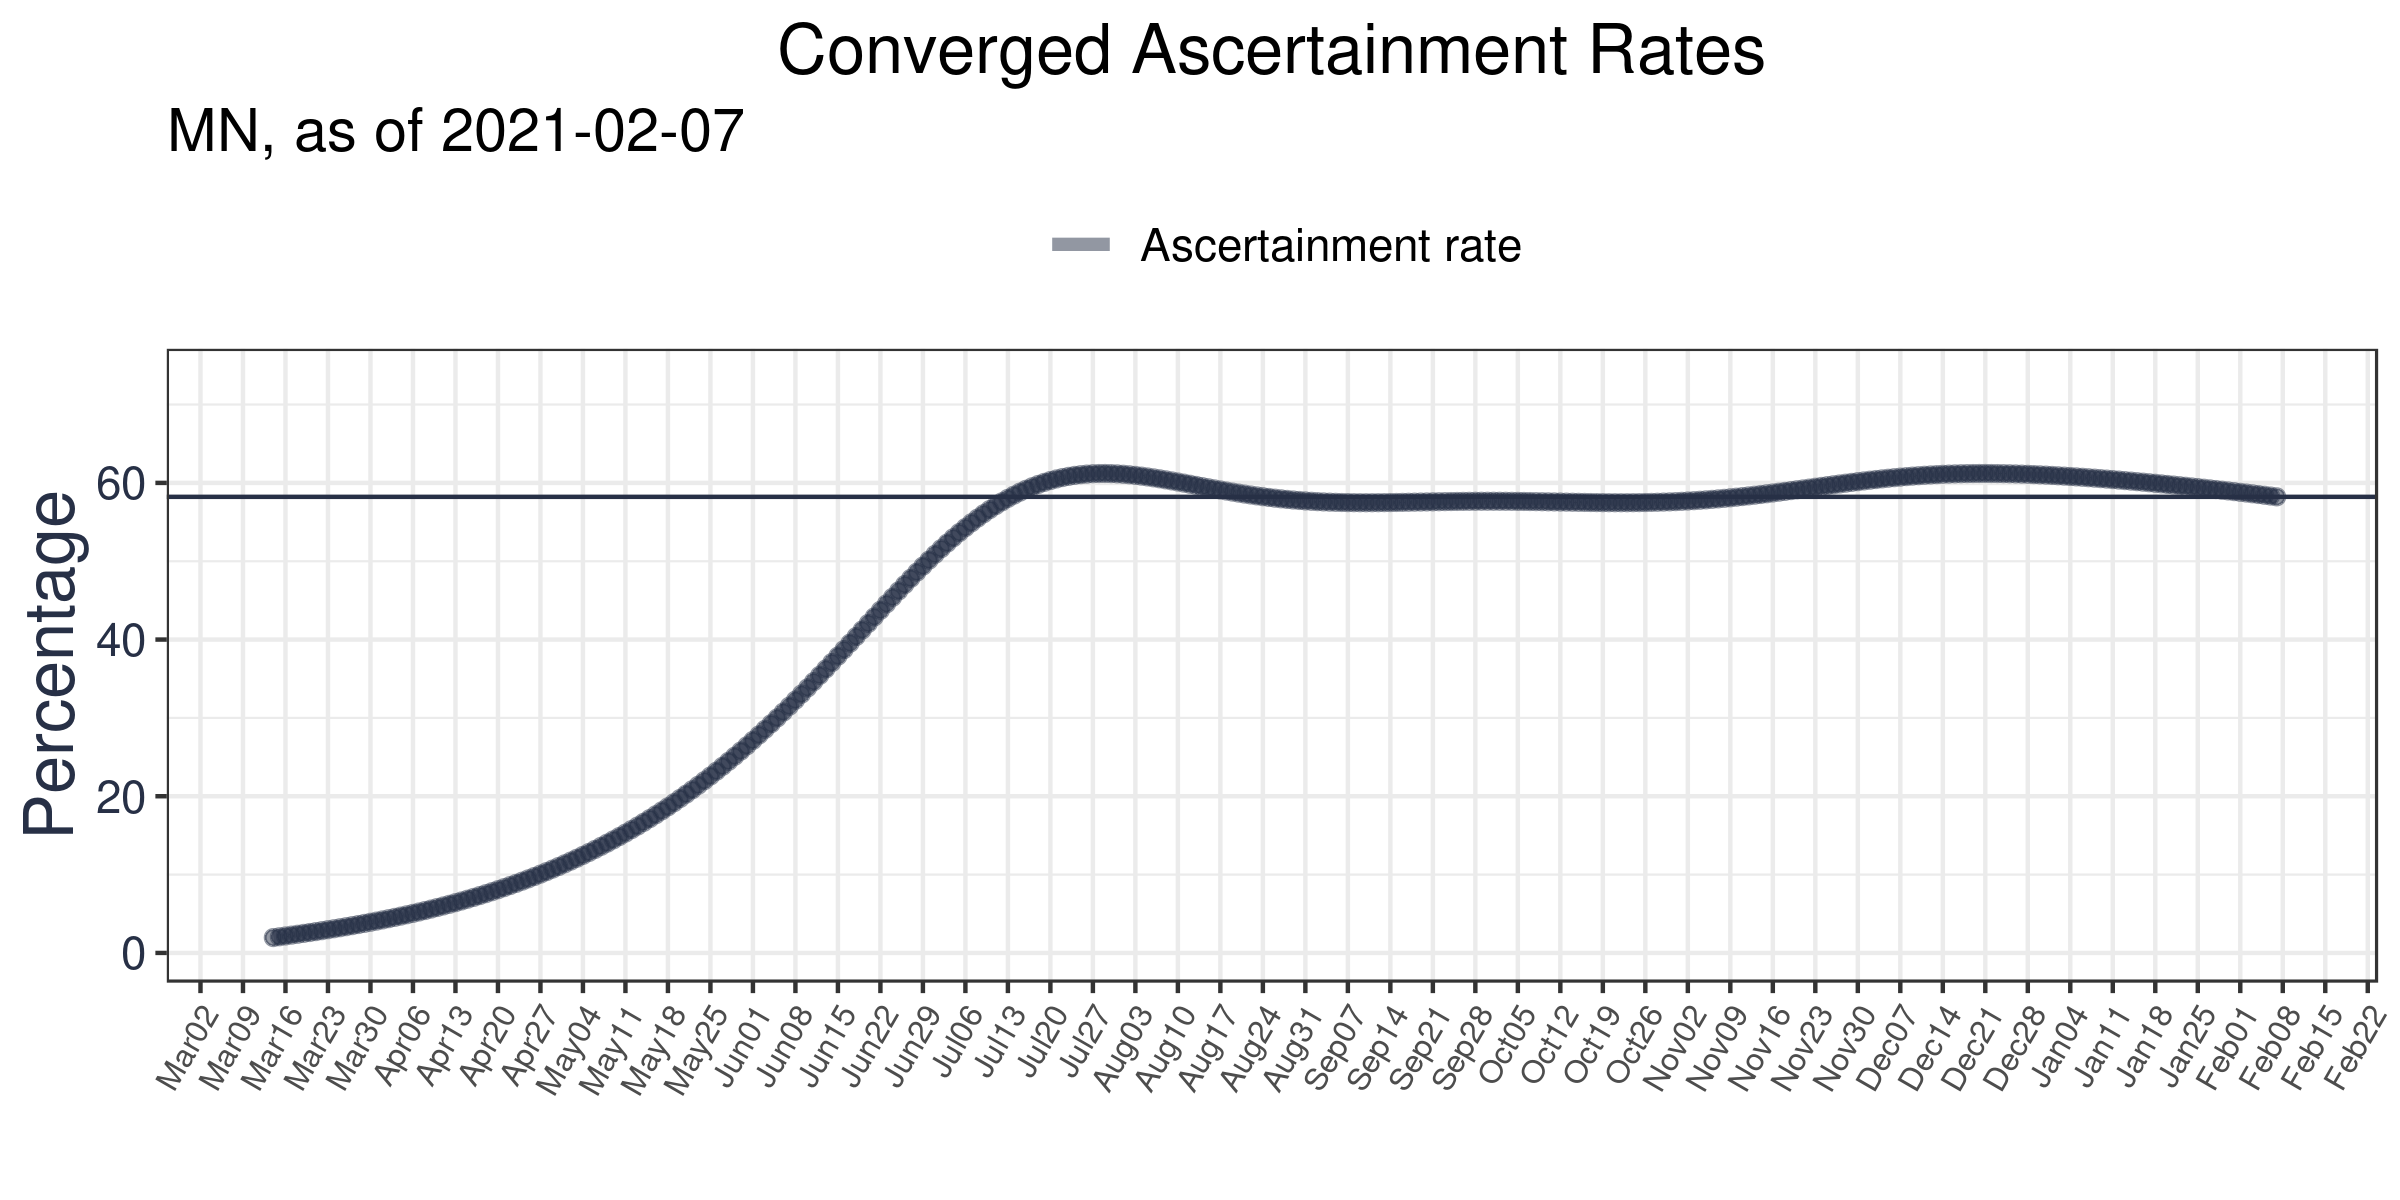 Converged Ascertainment Rates
MN, as of 2021-02-07
Ascertainment rate
Percentage
60
40
20
0
Mar02
Mar09
Mar16
Mar23
Mar30
Apr06
Apr13
Apr20
Apr27
May04
May11
May18
May25
Jun01
Jun08
Jun15
Jun22
Jun29
Jul06
Jul13
Jul20
Jul27
Aug03
Aug10
Aug17
Aug24
Aug31
Sep07
Sep14
Sep21
Sep28
Oct05
Oct12
Oct19
Oct26
Nov02
Nov09
Nov16
Nov23
Nov30
Dec07
Dec14
Dec21
Dec28
Jan04
Jan11
Jan18
Jan25
Feb01
Feb08
Feb15
Feb22